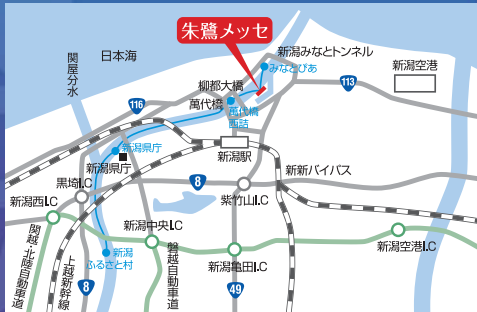 朱鷺メッセ
関屋分水
日本海
新潟みなとトンネル
みなとぴあ
新潟空港
柳都大橋
113
116
萬代橋
萬代橋
西詰
新潟県庁
新潟県庁
新潟駅
新新バイパス
黒埼I.C
8
紫竹山I.C
新潟西I.C
新潟中央I.C
新潟空港I.C
関越・北陸自動車道
上越新幹線
新潟
ふるさと村
磐越自動車道
新潟亀田I.C
8
49